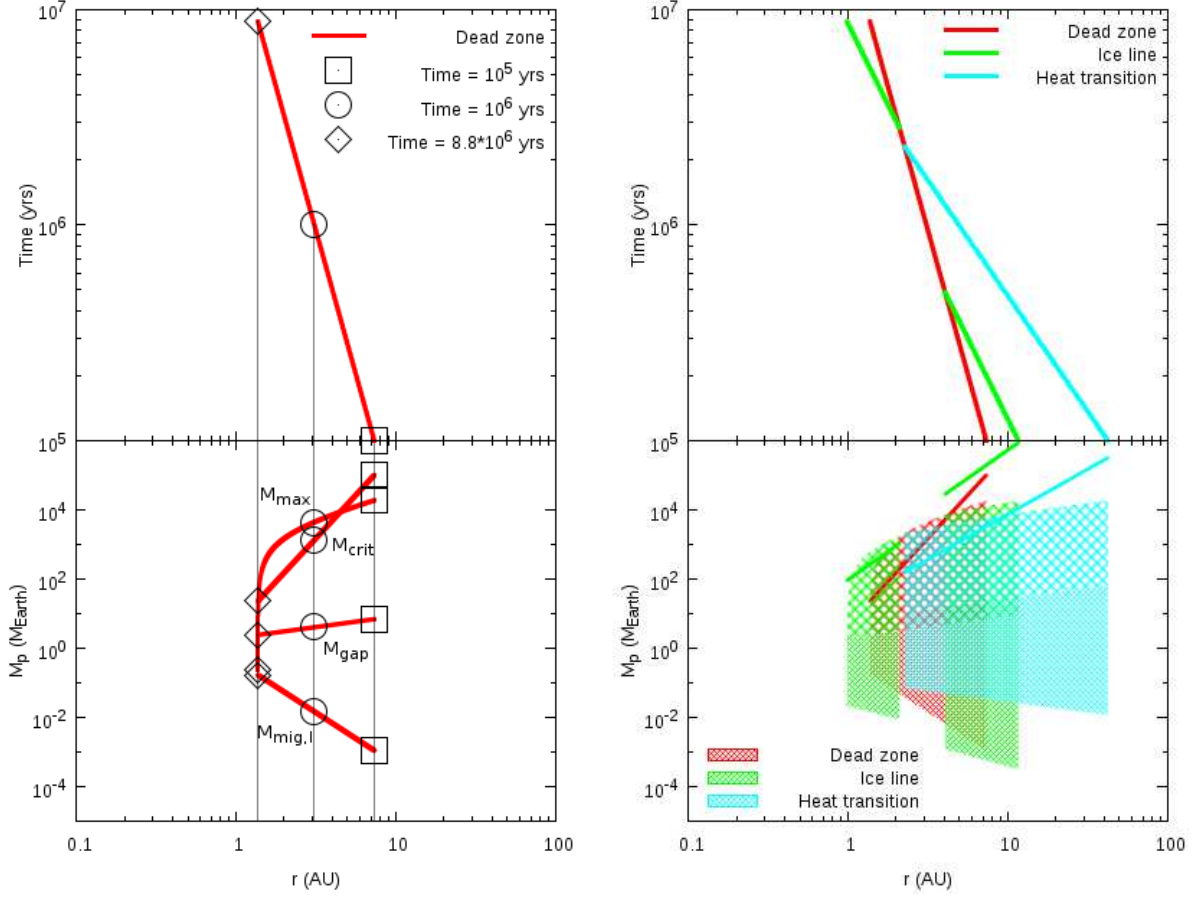 10^7
10^6
10^5
Time (yrs)
Dead zone
Time = 10^5 yrs
Time = 10^6 yrs
Time = 8.8*10^6 yrs
10^4
10^2
10^0
10^-2
10^-4
M_p (M_Earth)
M_max
M_crit
M_gap
M_mig,I
0.1 1 10 100
r (AU)
10^7
10^6
10^5
Time (yrs)
Dead zone
Ice line
Heat transition
10^4
10^2
10^0
10^-2
10^-4
M_p (M_Earth)
Dead zone
Ice line
Heat transition
0.1 1 10 100
r (AU)